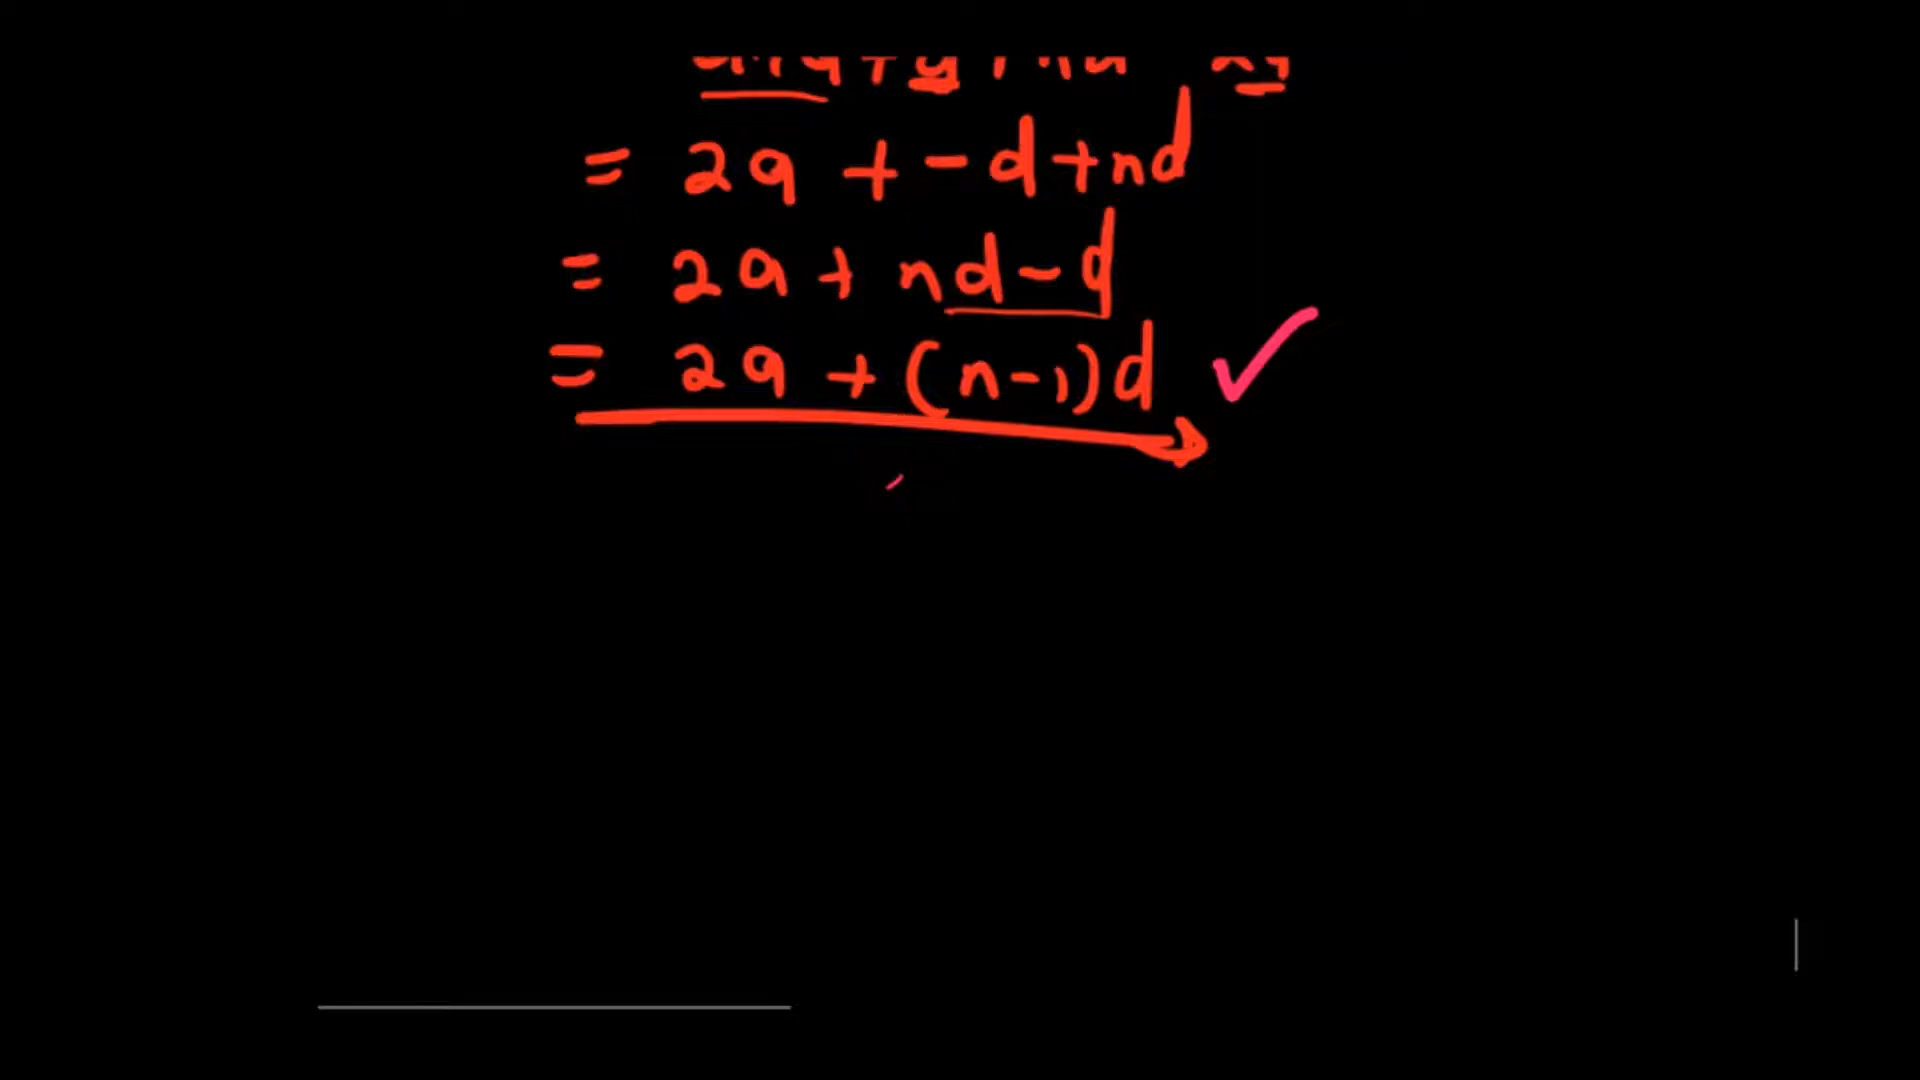 = 2a + - d + nd
= 2a + nd - d
= 2a + (n-1)d